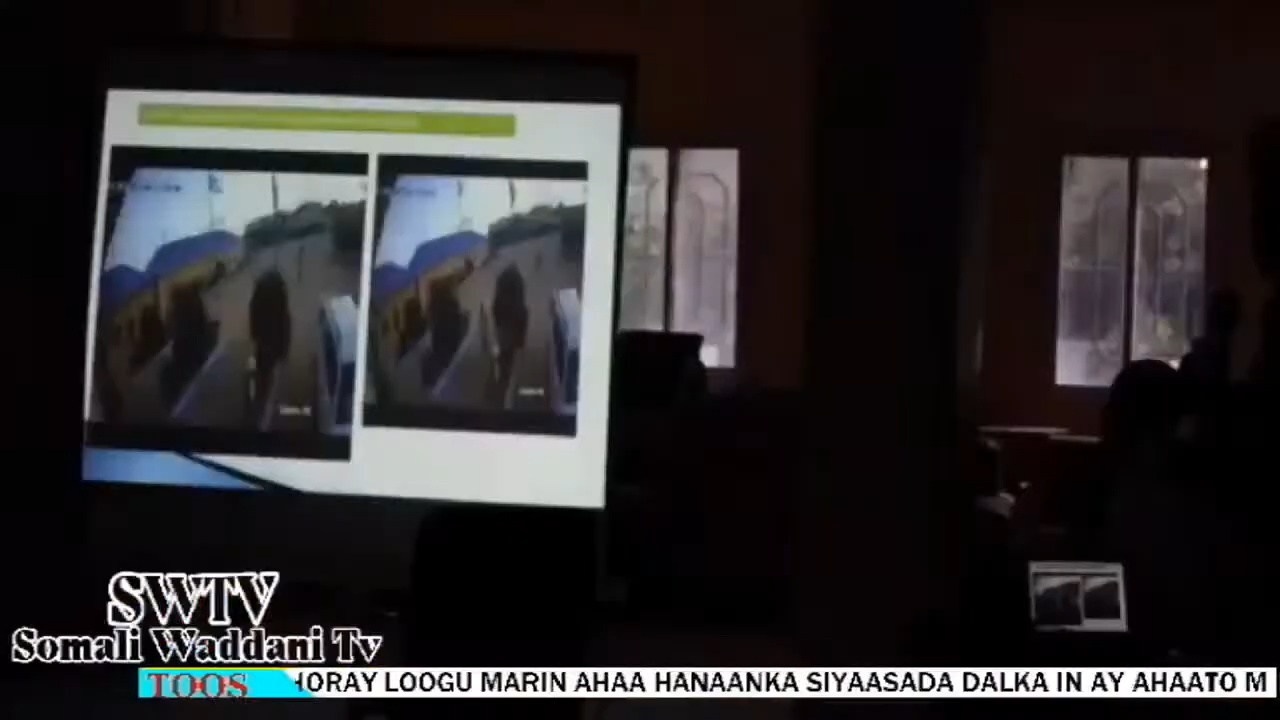 SWTV
Somali Waddani Tv
TOOS
HORAY LOOGU MARIN AHAA HANAANKA SIYAASADA DALKA IN AY AHAATO M